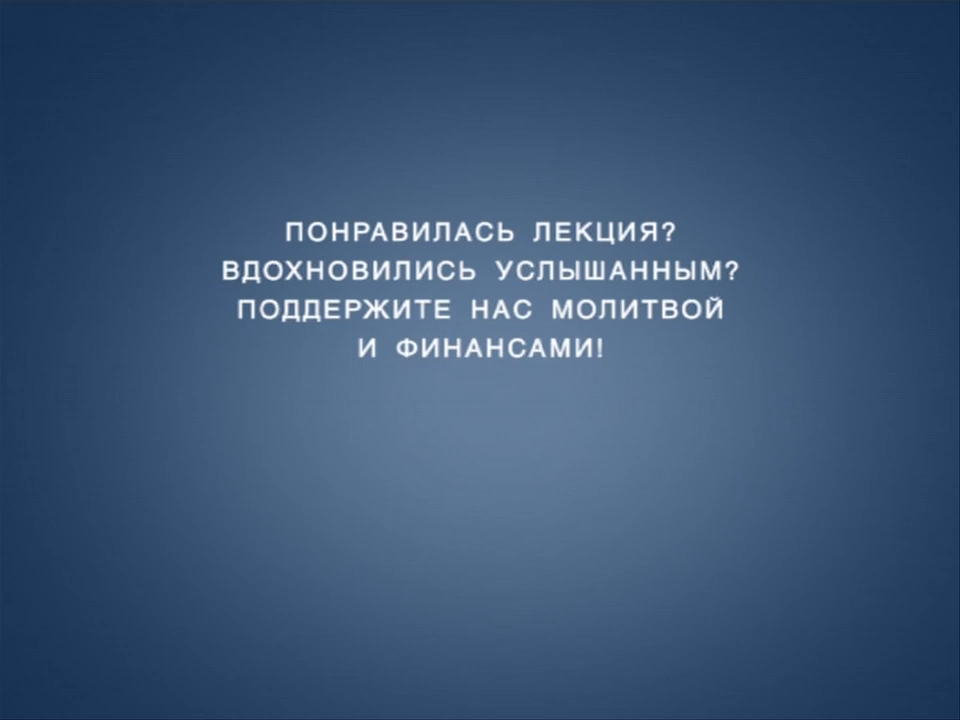 ПОНРАВИЛАСЬ ЛЕКЦИЯ?
ВДОХНОВИЛИСЬ УСЛЫШАННЫМ?
ПОДДЕРЖИТЕ НАС МОЛИТВОЙ
И ФИНАНСАМИ!